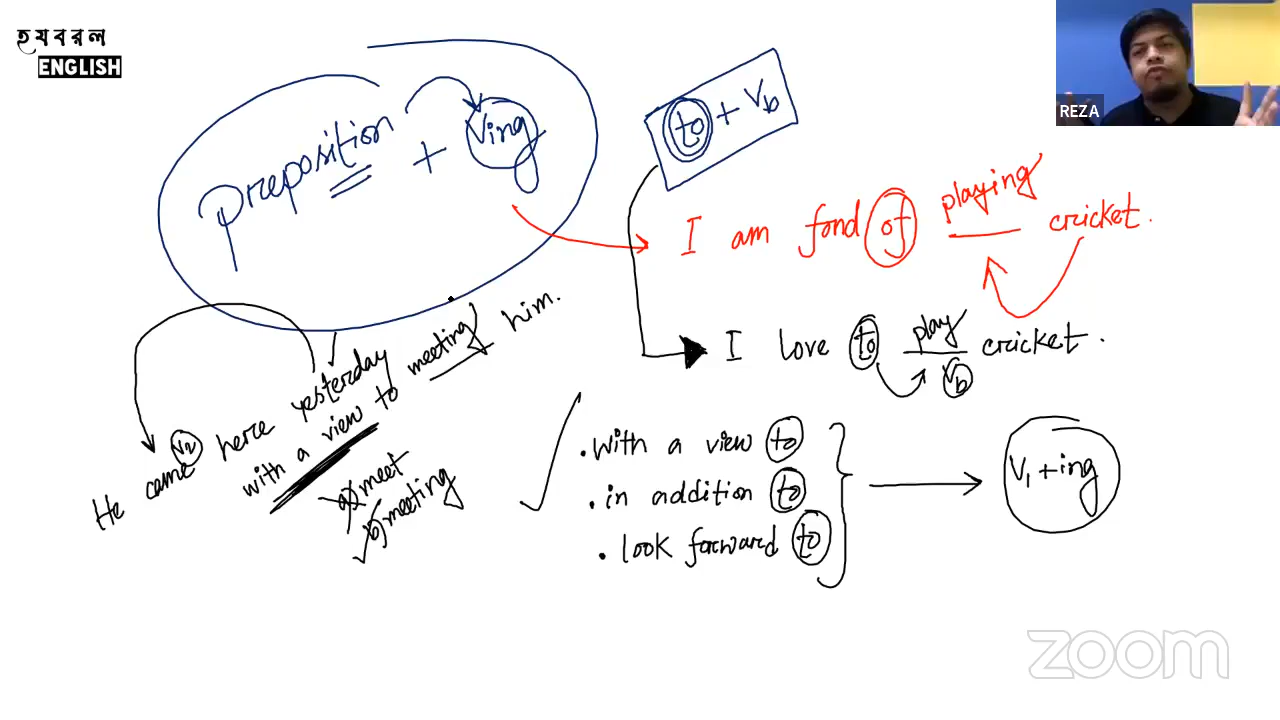 হযবরল
ENGLISH
REZA
Preposition + Ving
to + Vb
I am fond of playing cricket.
I love to play cricket.
Vb
He came here yesterday
V2
with a view to meeting him.
a) meet
b) meeting
. With a view to
. in addition to
. look forward to
V1 + ing
zoom